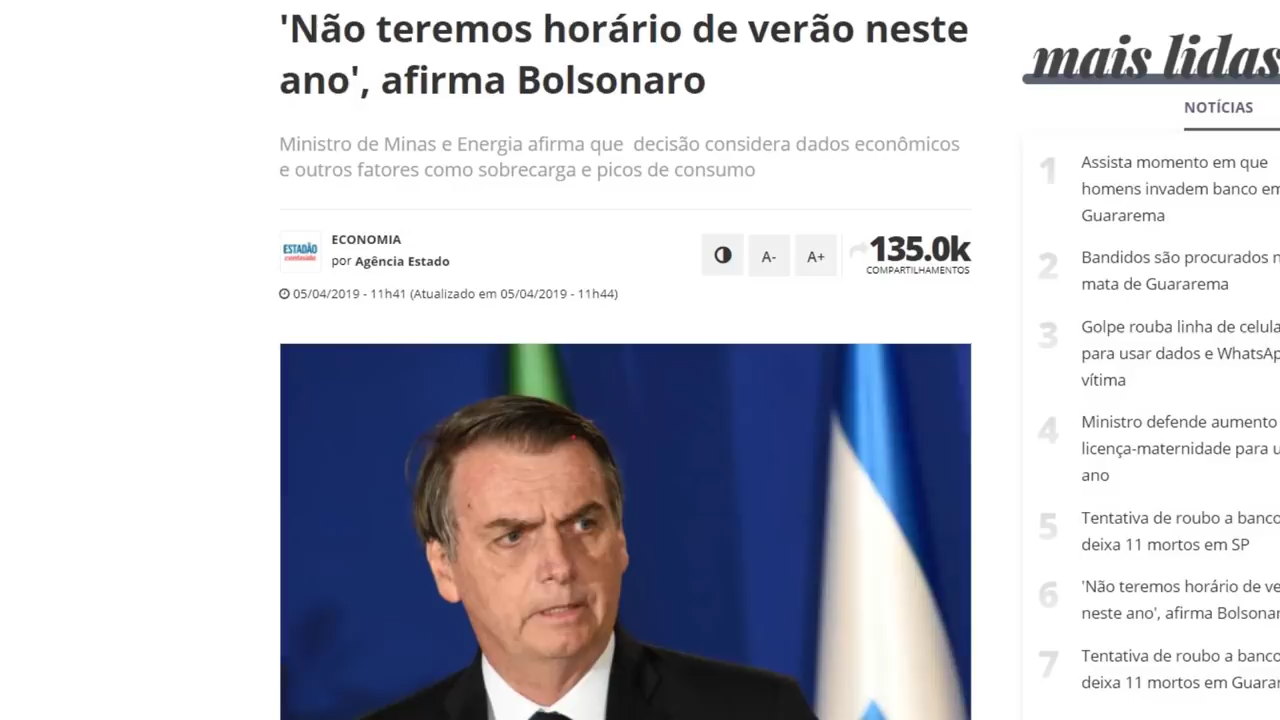 'Não teremos horário de verão neste
ano', afirma Bolsonaro
Ministro de Minas e Energia afirma que decisão considera dados econômicos
e outros fatores como sobrecarga e picos de consumo
ESTADÃO
conteúdo
ECONOMIA
por Agência Estado
A-
A+
135.0k
COMPARTILHAMENTOS
05/04/2019 - 11h41 (Atualizado em 05/04/2019 - 11h44)
mais lidas
NOTÍCIAS
1
Assista momento em que
homens invadem banco em
Guararema
2
Bandidos são procurados n
mata de Guararema
3
Golpe rouba linha de celula
para usar dados e WhatsAp
vítima
4
Ministro defende aumento
licença-maternidade para u
ano
5
Tentativa de roubo a banco
deixa 11 mortos em SP
6
'Não teremos horário de ve
neste ano', afirma Bolsonar
7
Tentativa de roubo a banco
deixa 11 mortos em Guarar